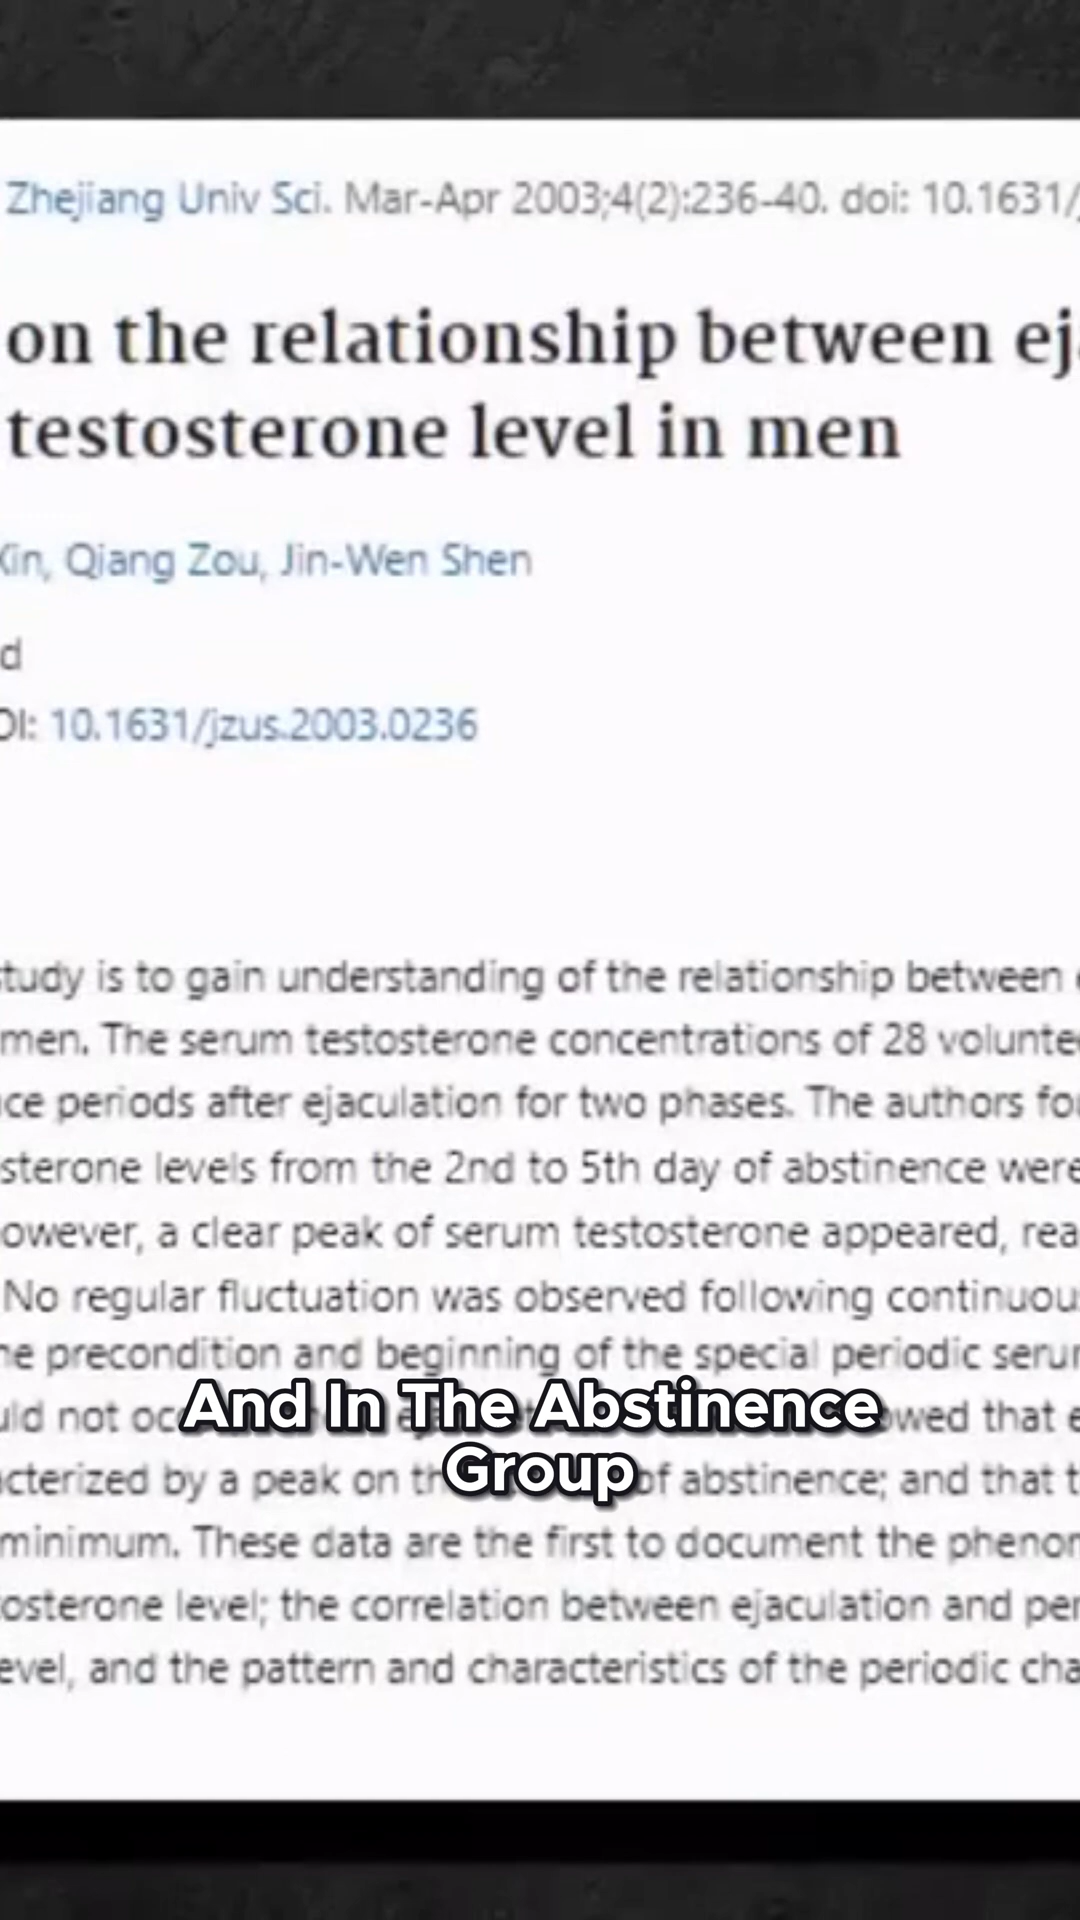 Zhejiang Univ Sci. Mar-Apr 2003;4(2):236-40. doi: 10.1631/
on the relationship between ej
testosterone level in men
Xin, Qiang Zou, Jin-Wen Shen
d
OI: 10.1631/jzus.2003.0236
tudy is to gain understanding of the relationship between
men. The serum testosterone concentrations of 28 volunte
ce periods after ejaculation for two phases. The authors fo
sterone levels from the 2nd to 5th day of abstinence were
owever, a clear peak of serum testosterone appeared, rea
No regular fluctuation was observed following continuou
ne precondition and beginning of the special periodic seru
uld not oc owed that e
And In The Abstinence
acterized by a peak on th of abstinence; and that t
Group
minimum. These data are the first to document the phenom
tosterone level; the correlation between ejaculation and per
evel, and the pattern and characteristics of the periodic cha